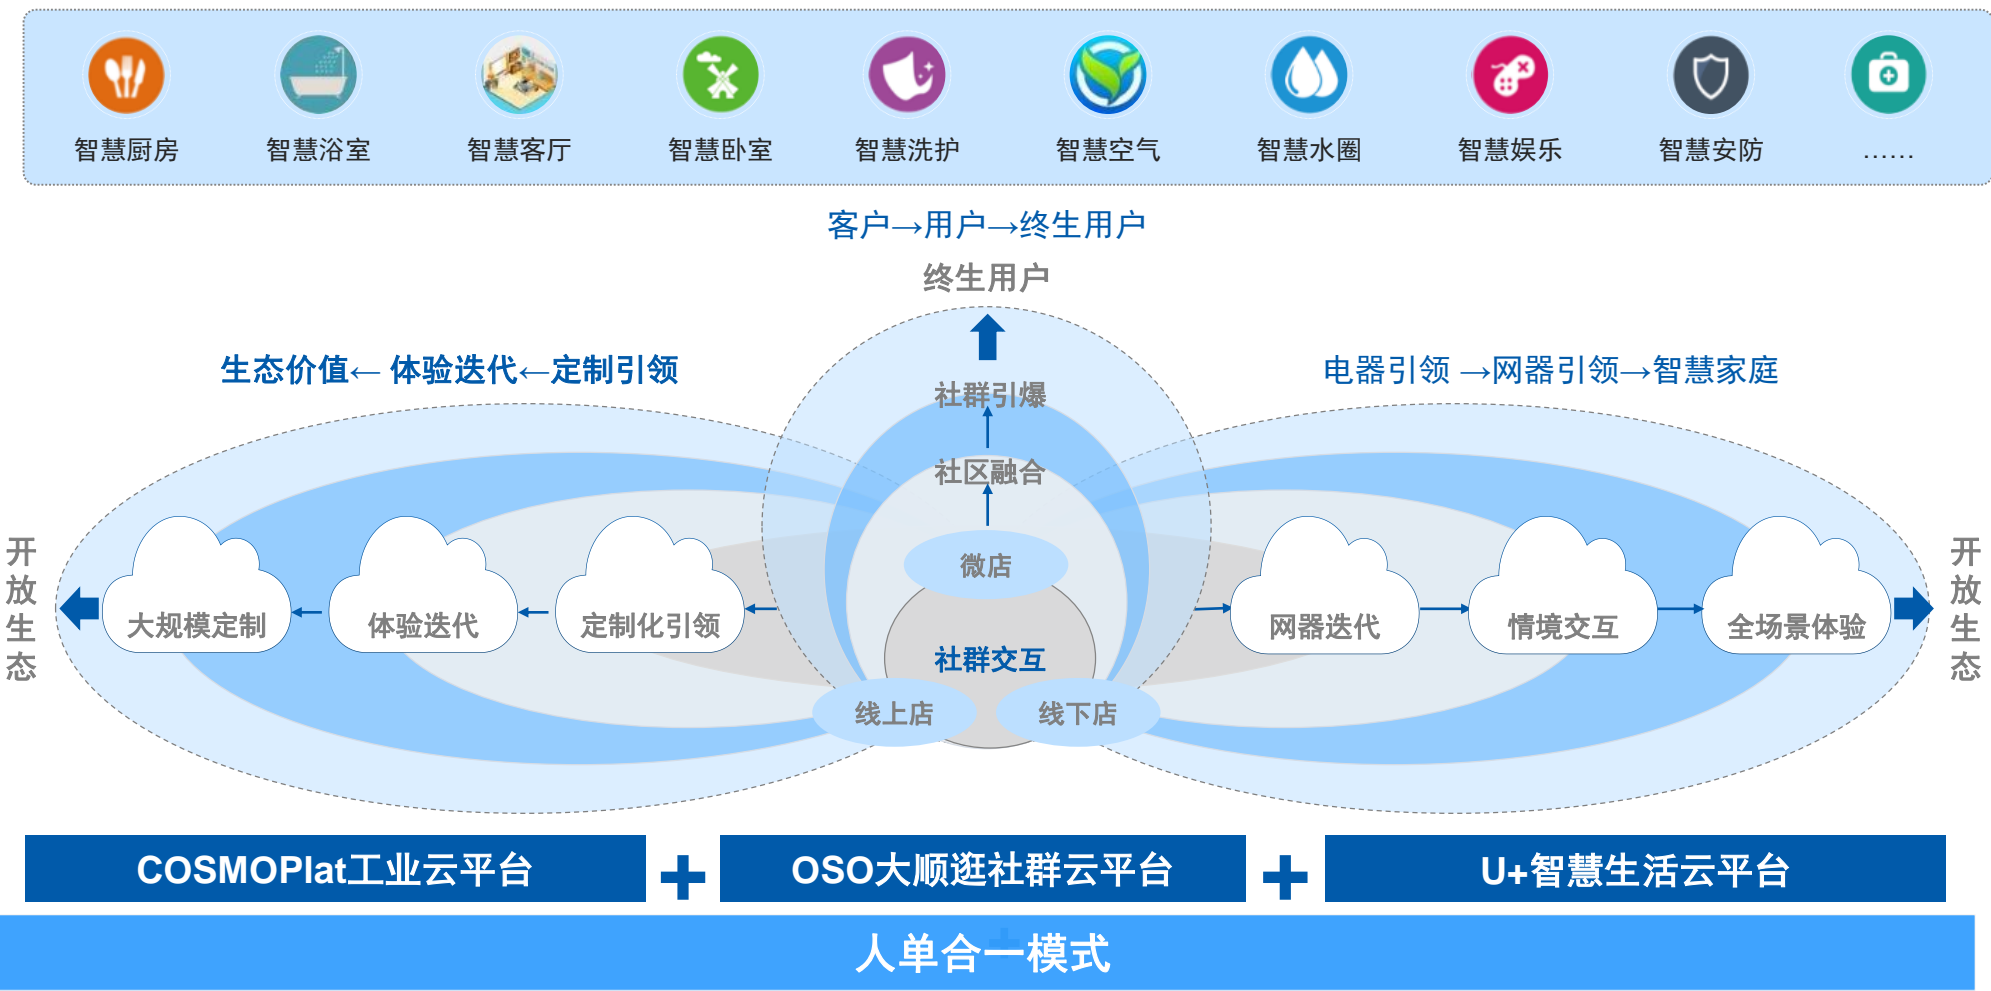 智慧厨房 智慧浴室 智慧客厅 智慧卧室 智慧洗护 智慧空气 智慧水圈 智慧娱乐 智慧安防 ……
客户→用户→终生用户
终生用户
生态价值← 体验迭代←定制引领
电器引领 →网器引领→智慧家庭
社群引爆
社区融合
微店
开放生态
大规模定制
体验迭代
定制化引领
社群交互
网器迭代
情境交互
全场景体验
开放生态
线上店
线下店
COSMOPlat工业云平台 + OSO大顺逛社群云平台 + U+智慧生活云平台
人单合一模式